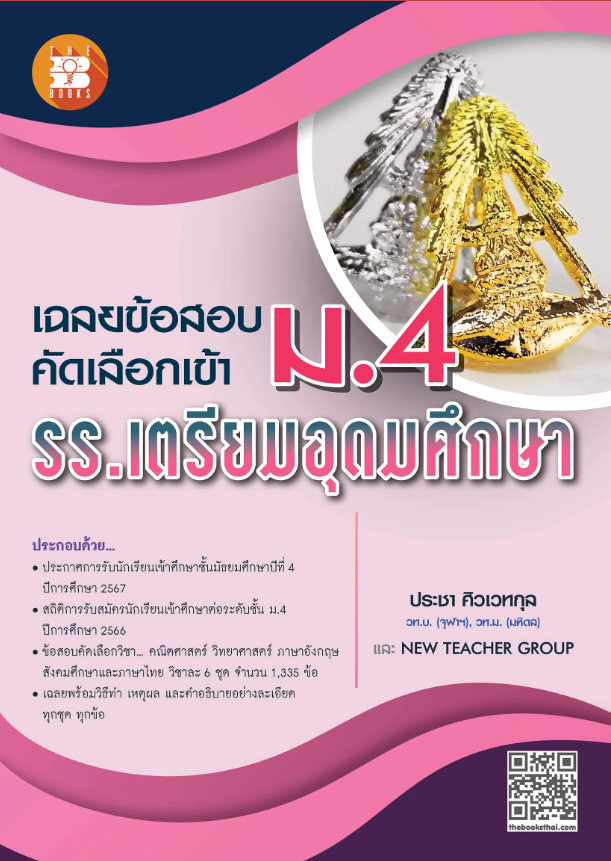 THE
B
BOOKS
เฉลยข้อสอบ
คัดเลือกเข้า
ม.4
รร.เตรียมอุดมศึกษา
ประกอบด้วย...
• ประกาศการรับนักเรียนเข้าศึกษาชั้นมัธยมศึกษาปีที่ 4
ปีการศึกษา 2567
• สถิติการรับสมัครนักเรียนเข้าศึกษาต่อระดับชั้น ม.4
ปีการศึกษา 2566
• ข้อสอบคัดเลือกวิชา... คณิตศาสตร์ วิทยาศาสตร์ ภาษาอังกฤษ
สังคมศึกษาและภาษาไทย วิชาละ 6 ชุด จำนวน 1,335 ข้อ
• เฉลยพร้อมวิธีทำ เหตุผล และคำอธิบายอย่างละเอียด
ทุกชุด ทุกข้อ
ประชา ศิวเวทกุล
วท.บ. (จุฬาฯ), วท.ม. (มหิดล)
และ NEW TEACHER GROUP
thebooksthai.com